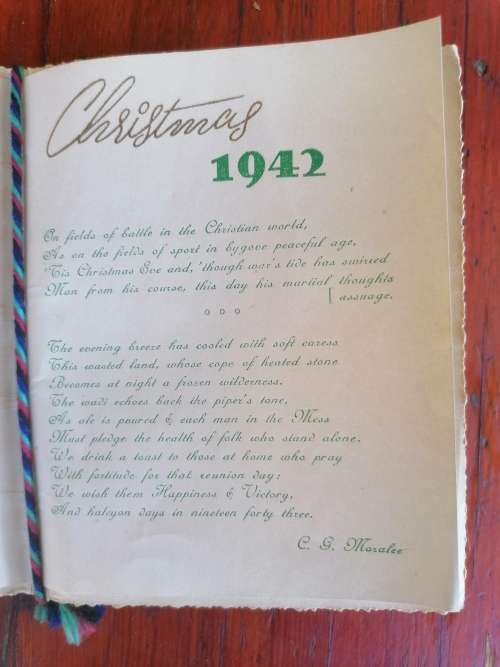 Christmas
1942
On fields of battle in the Christian world,
As on the fields of sport in bygone peaceful age,
'Tis Christmas Eve and, 'though war's tide has swirred
Man from his course, this day his martial thoughts
[ assuage.
o o o
The evening breeze has cooled with soft caress
This wasted land, whose cope of heated stone
Becomes at night a frozen wilderness.
The wadi echoes back the piper's tone,
As ale is poured & each man in the Mess
Must pledge the health of folk who stand alone.
We drink a toast to those at home who pray
With fortitude for that reunion day:
We wish them Happiness & Victory,
And halcyon days in nineteen forty three.
C. G. Moralee